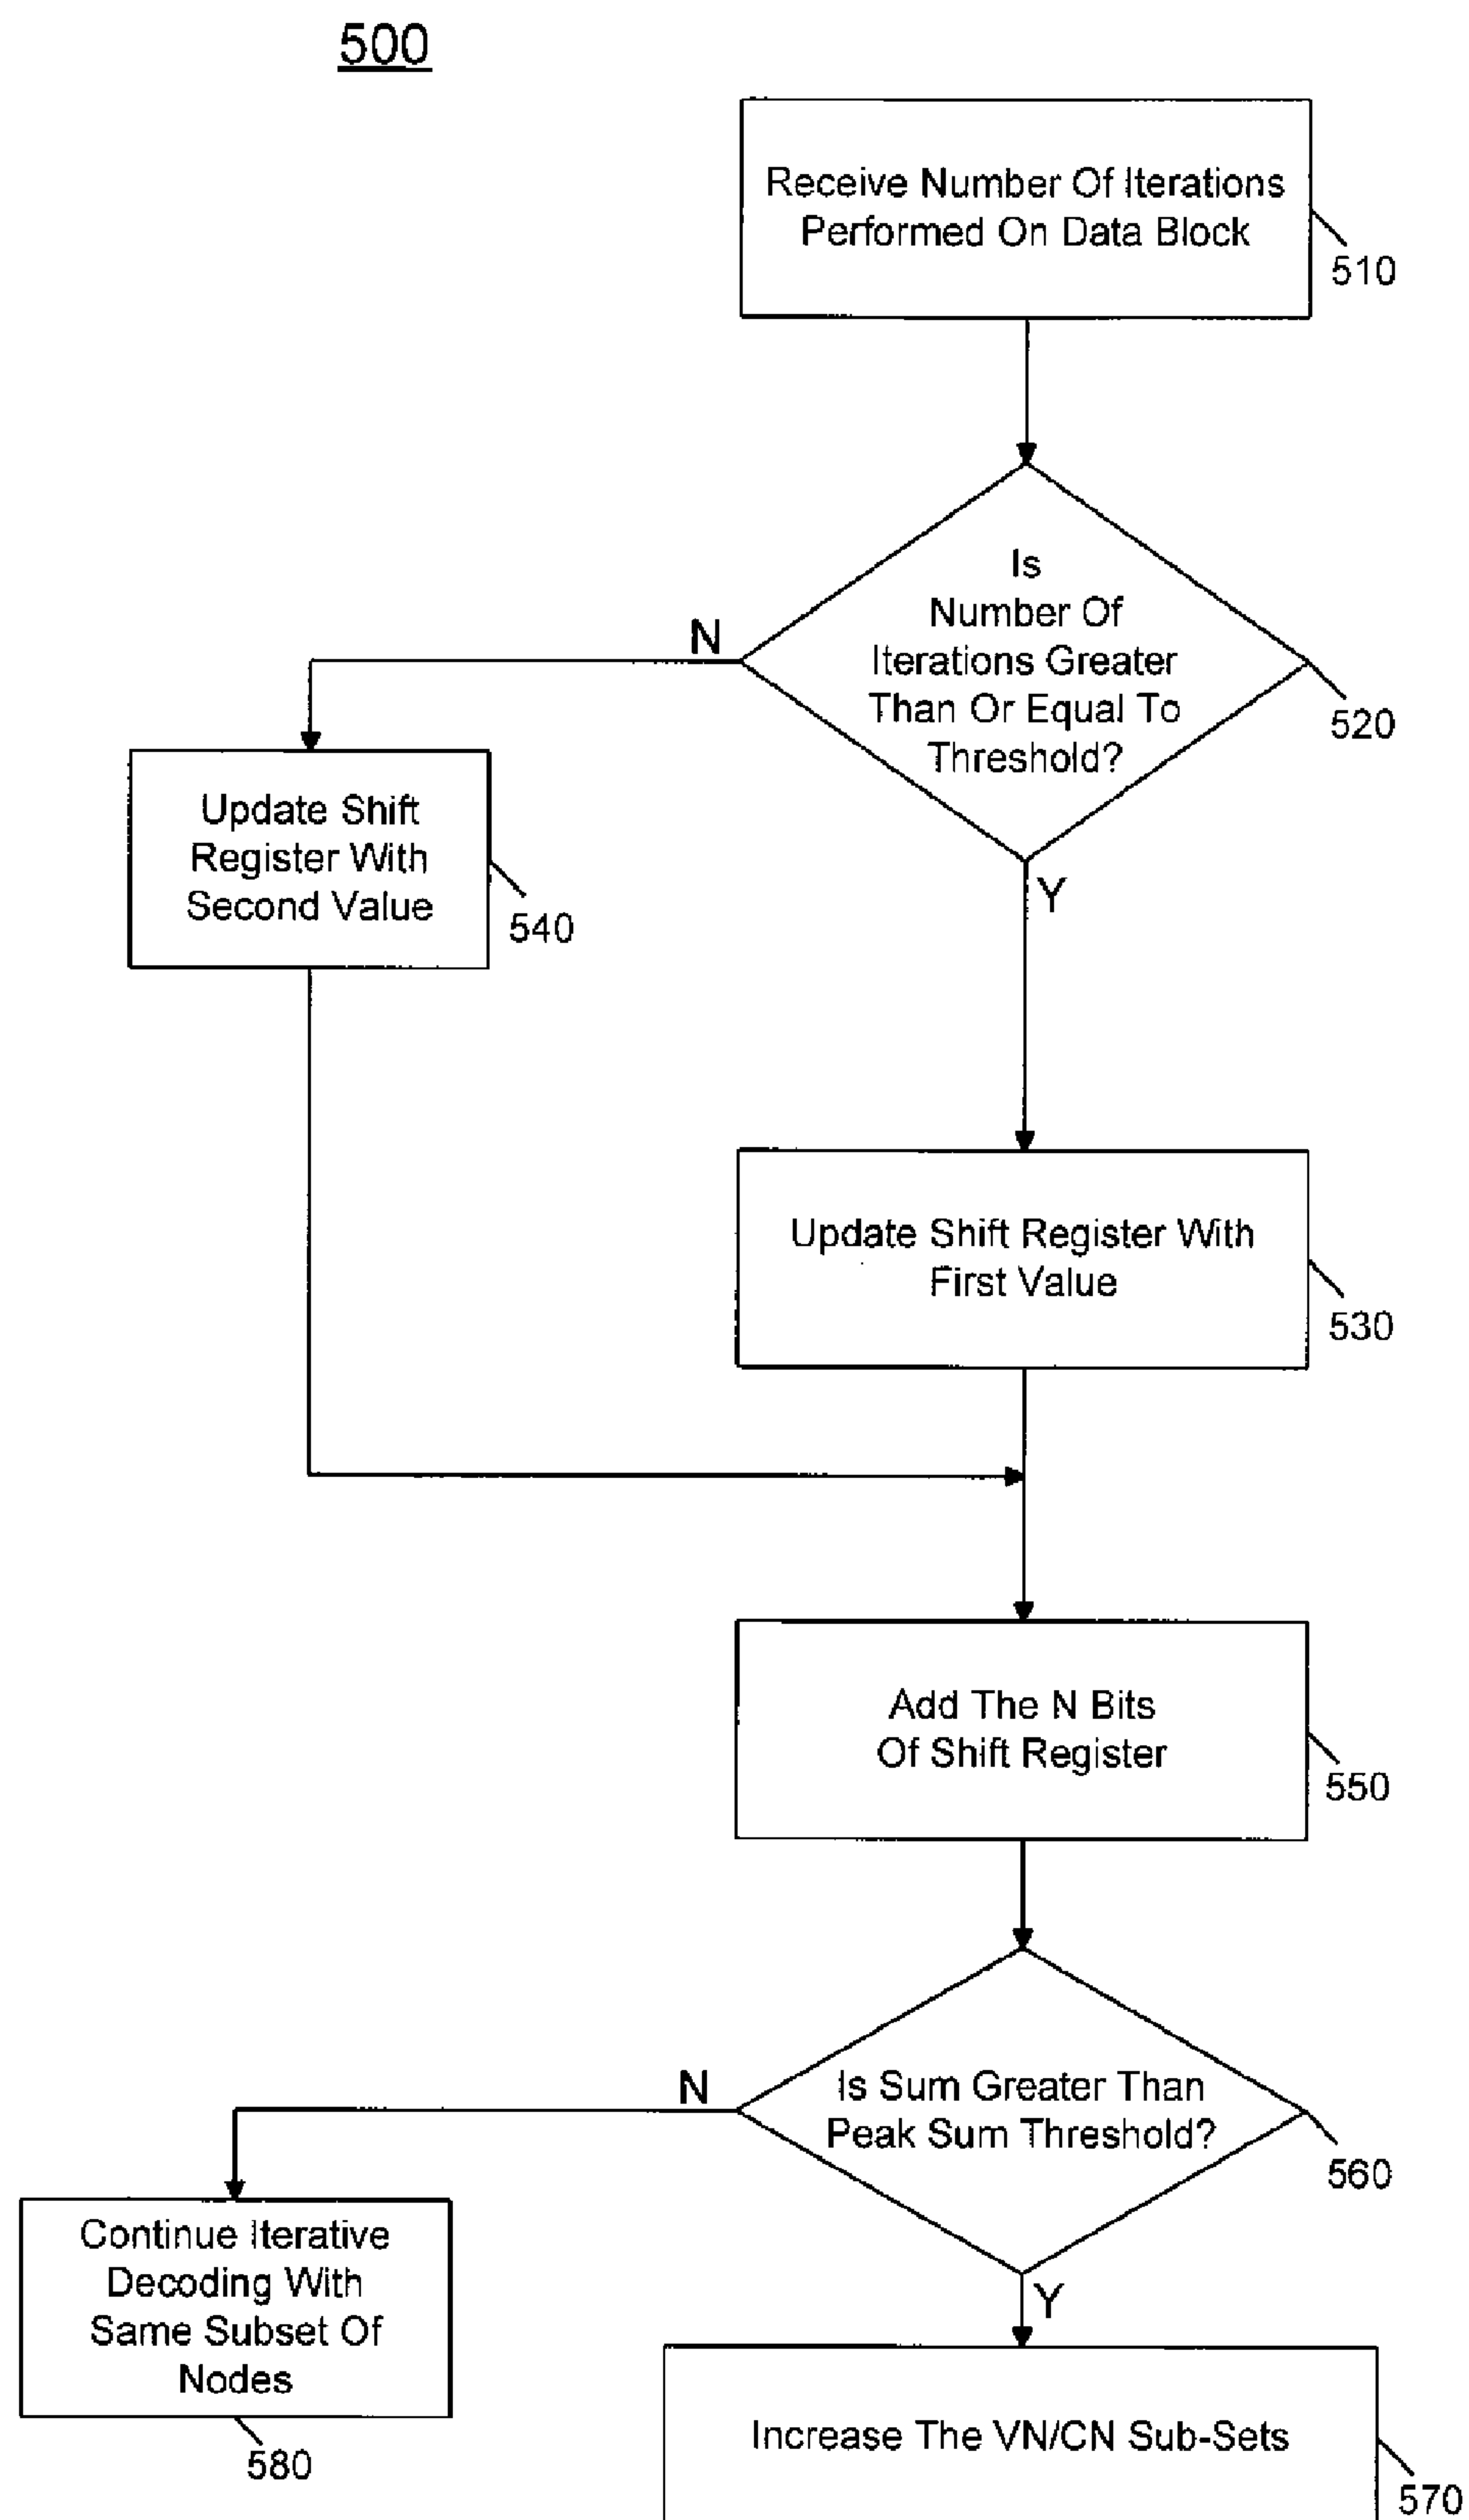 500
Receive Number Of Iterations
Performed On Data Block
510
Is
Number Of
Iterations Greater
Than Or Equal To
Threshold?
520
N
Y
Update Shift
Register With
Second Value
540
Update Shift Register With
First Value
530
Add The N Bits
Of Shift Register
550
Is Sum Greater Than
Peak Sum Threshold?
560
N
Y
Continue Iterative
Decoding With
Same Subset Of
Nodes
580
Increase The VN/CN Sub-Sets
570